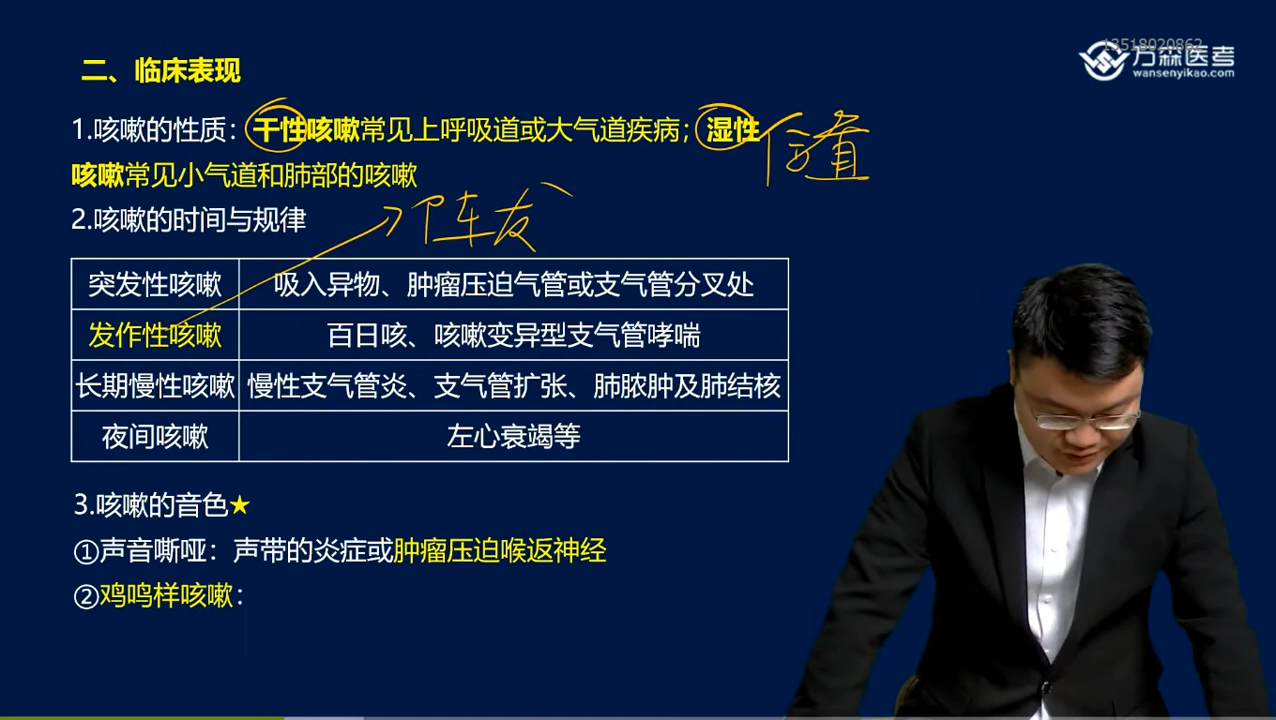 13518020862
万森医考
wansenyikao.com
二、临床表现
1.咳嗽的性质：干性咳嗽常见上呼吸道或大气道疾病；湿性
咳嗽常见小气道和肺部的咳嗽
2.咳嗽的时间与规律
突发性咳嗽 吸入异物、肿瘤压迫气管或支气管分叉处
发作性咳嗽 百日咳、咳嗽变异型支气管哮喘
长期慢性咳嗽 慢性支气管炎、支气管扩张、肺脓肿及肺结核
夜间咳嗽 左心衰竭等
3.咳嗽的音色★
①声音嘶哑：声带的炎症或肿瘤压迫喉返神经
②鸡鸣样咳嗽：